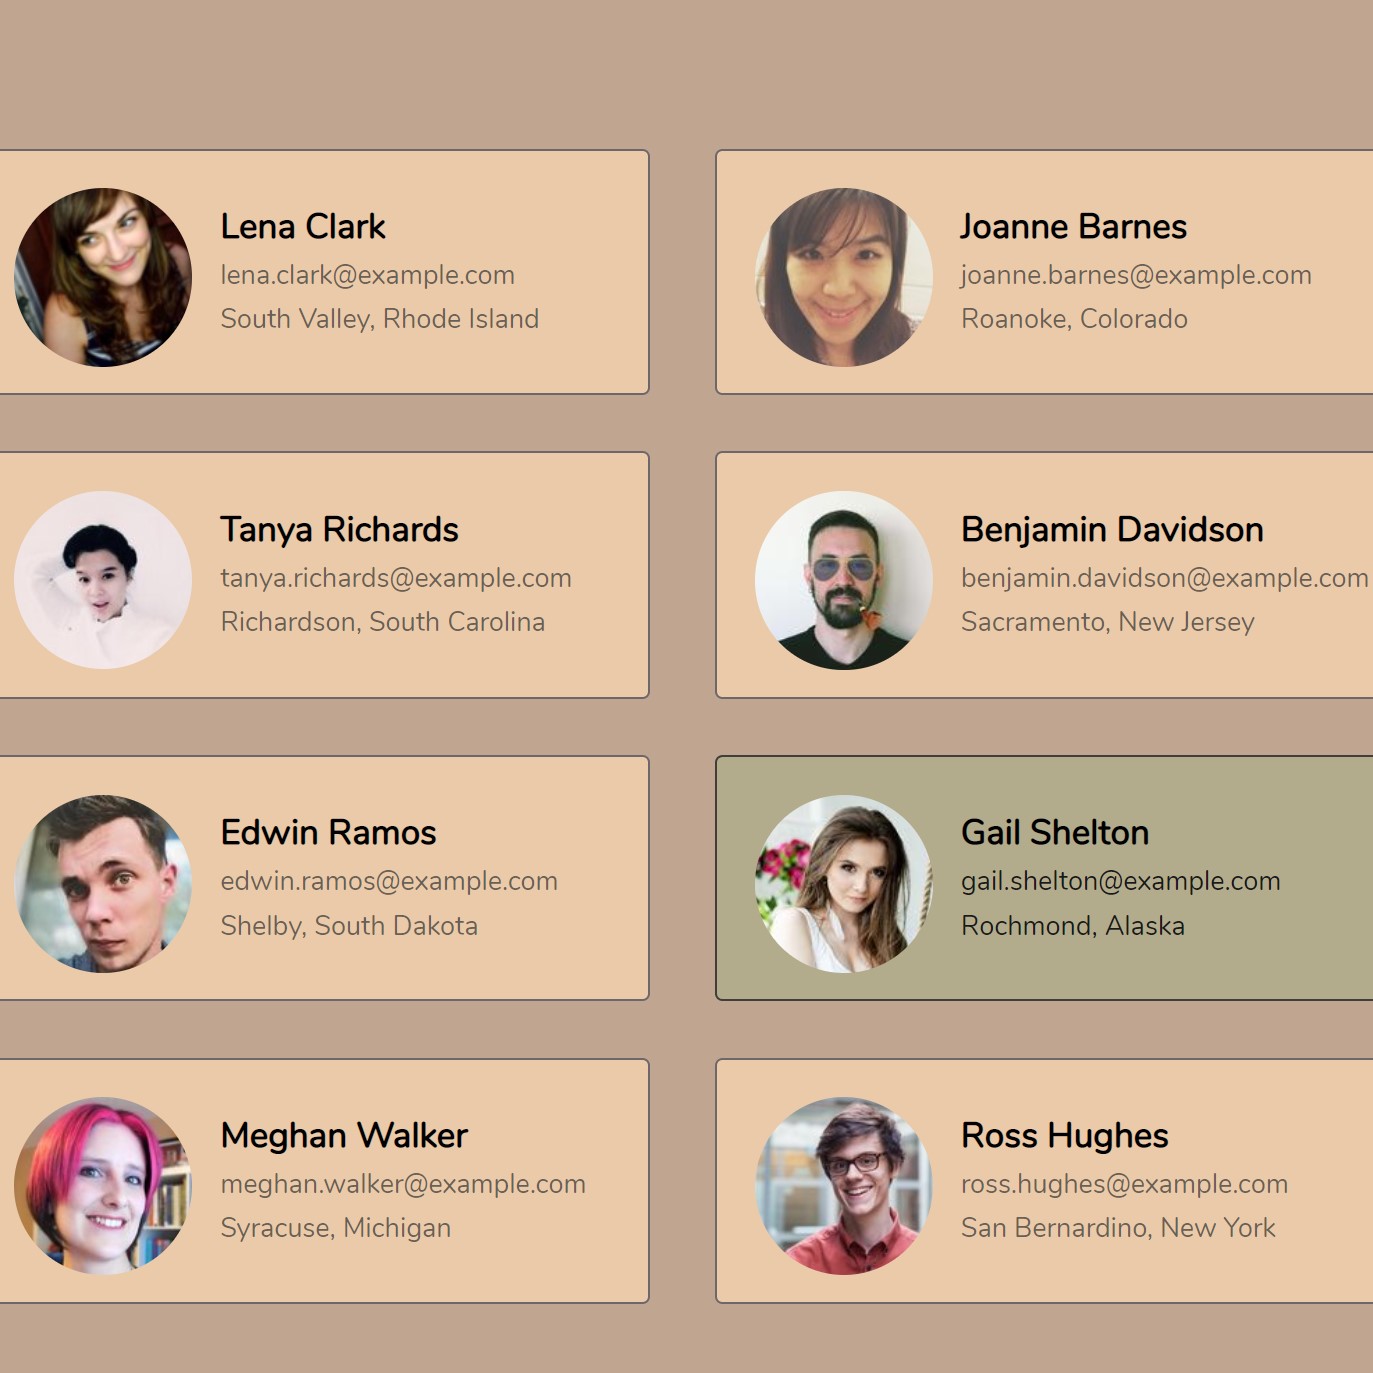 Lena Clark
lena.clark@example.com
South Valley, Rhode Island
Joanne Barnes
joanne.barnes@example.com
Roanoke, Colorado
Tanya Richards
tanya.richards@example.com
Richardson, South Carolina
Benjamin Davidson
benjamin.davidson@example.com
Sacramento, New Jersey
Edwin Ramos
edwin.ramos@example.com
Shelby, South Dakota
Gail Shelton
gail.shelton@example.com
Rochmond, Alaska
Meghan Walker
meghan.walker@example.com
Syracuse, Michigan
Ross Hughes
ross.hughes@example.com
San Bernardino, New York